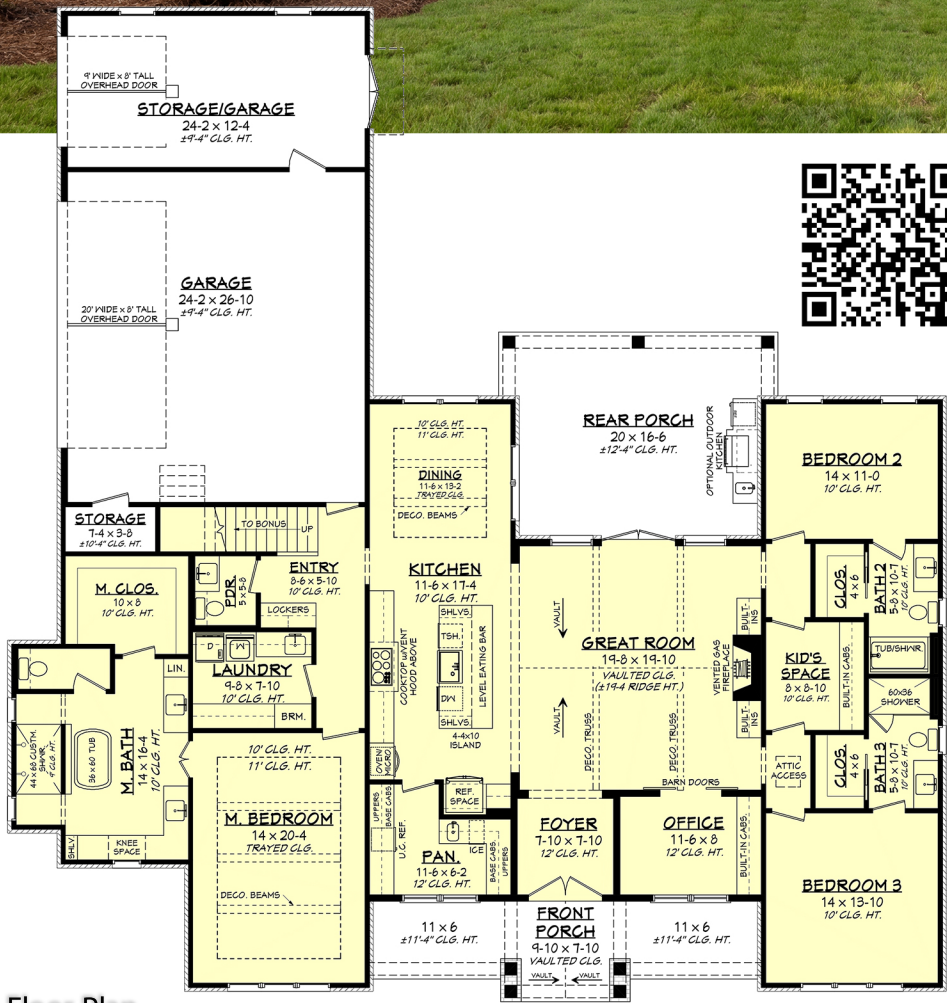 9' WIDE x 8' TALL
OVERHEAD DOOR
STORAGE/GARAGE
24-2 x 12-4
±9'-4" CLG. HT.
GARAGE
24-2 x 26-10
±9'-4" CLG. HT.
20' WIDE x 8' TALL
OVERHEAD DOOR
REAR PORCH
20 x 16-6
±12'-4" CLG. HT.
OPTIONAL OUTDOOR
KITCHEN
BEDROOM 2
14 x 11-0
10' CLG. HT.
10' CLG. HT.
11' CLG. HT.
DINING
11-6 x 13-2
TRAYED CLG.
DECO. BEAMS
STORAGE
7-4 x 3-8
±10'-4" CLG. HT.
TO BONUS
UP
ENTRY
8-6 x 5-10
10' CLG. HT.
LOCKERS
PDR.
5 x 5-8
M. CLOS.
10 x 8
10' CLG. HT.
KITCHEN
11-6 x 17-4
10' CLG. HT.
SHLVS.
TSH.
DW
SHLVS.
LEVEL EATING BAR
4-4x10
ISLAND
COOKTOP w/VENT
HOOD ABOVE
OVEN/
MICRO
D
W
LAUNDRY
9-8 x 7-10
10' CLG. HT.
BRM.
LIN.
GREAT ROOM
19-8 x 19-10
VAULTED CLG.
(±19-4 RIDGE HT.)
VAULT
VAULT
DECO. TRUSS
DECO. TRUSS
BUILT-
INS
VENTED GAS
FIREPLACE
BUILT-
INS
BARN DOORS
CLOS.
4 x 6
BATH 2
5-8 x 10-7
10' CLG. HT.
TUB/SHWR.
KID'S
SPACE
8 x 8-10
10' CLG. HT.
BUILT-IN CABS.
60x36
SHOWER
ATTIC
ACCESS
CLOS.
4 x 6
BATH 3
5-8 x 10-7
10' CLG. HT.
44 x 68 CUSTM.
SHWR.
9' CLG. HT.
36 x 60 TUB
M. BATH
14 x 16-4
10' CLG. HT.
SHLV.
KNEE
SPACE
10' CLG. HT.
11' CLG. HT.
M. BEDROOM
14 x 20-4
TRAYED CLG.
DECO. BEAMS
UPPERS
BASE CABS.
U.C. REF.
REF.
SPACE
ICE
PAN.
11-6 x 6-2
12' CLG. HT.
BASE CABS.
UPPERS
FOYER
7-10 x 7-10
12' CLG. HT.
OFFICE
11-6 x 8
12' CLG. HT.
BUILT-IN CABS.
BEDROOM 3
14 x 13-10
10' CLG. HT.
11 x 6
±11'-4" CLG. HT.
FRONT
PORCH
9-10 x 7-10
VAULTED CLG.
VAULT
VAULT
11 x 6
±11'-4" CLG. HT.
Floor Plan